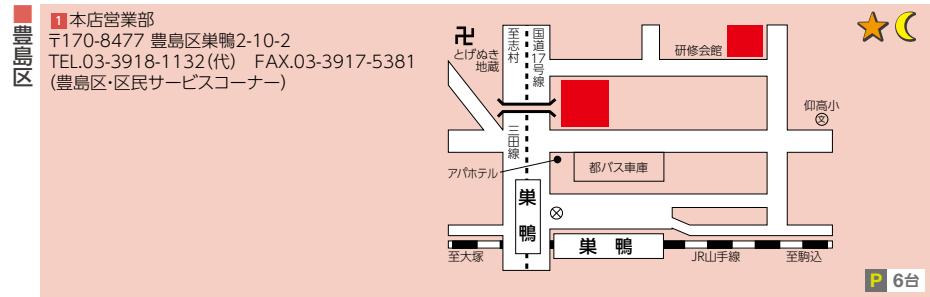 豊島区
1 本店営業部
〒170-8477 豊島区巣鴨2-10-2
TEL.03-3918-1132(代) FAX.03-3917-5381
(豊島区・区民サービスコーナー)
卍
とげぬき
地蔵
至志村
国道17号線
研修会館
仰高小
文
三田線
アパホテル
都バス車庫
巣鴨
巣鴨
至大塚
JR山手線
至駒込
P 6台